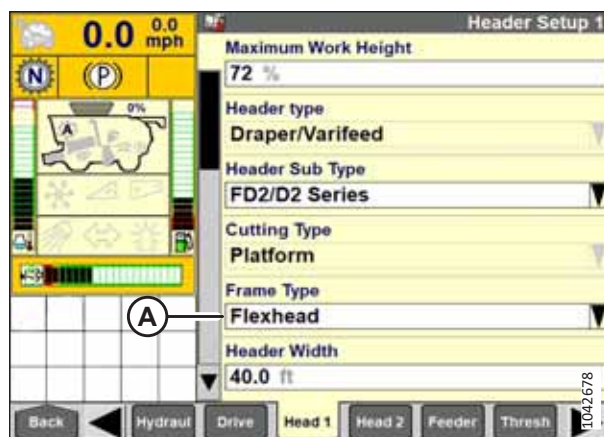 0.0 0.0 mph
Header Setup 1
N
(P)
0%
A
Maximum Work Height
72 %
Header type
Draper/Varifeed
Header Sub Type
FD2/D2 Series
Cutting Type
Platform
Frame Type
A
Flexhead
Header Width
40.0 ft
Back
Hydraul
Drive
Head 1
Head 2
Feeder
Thresh
1042678